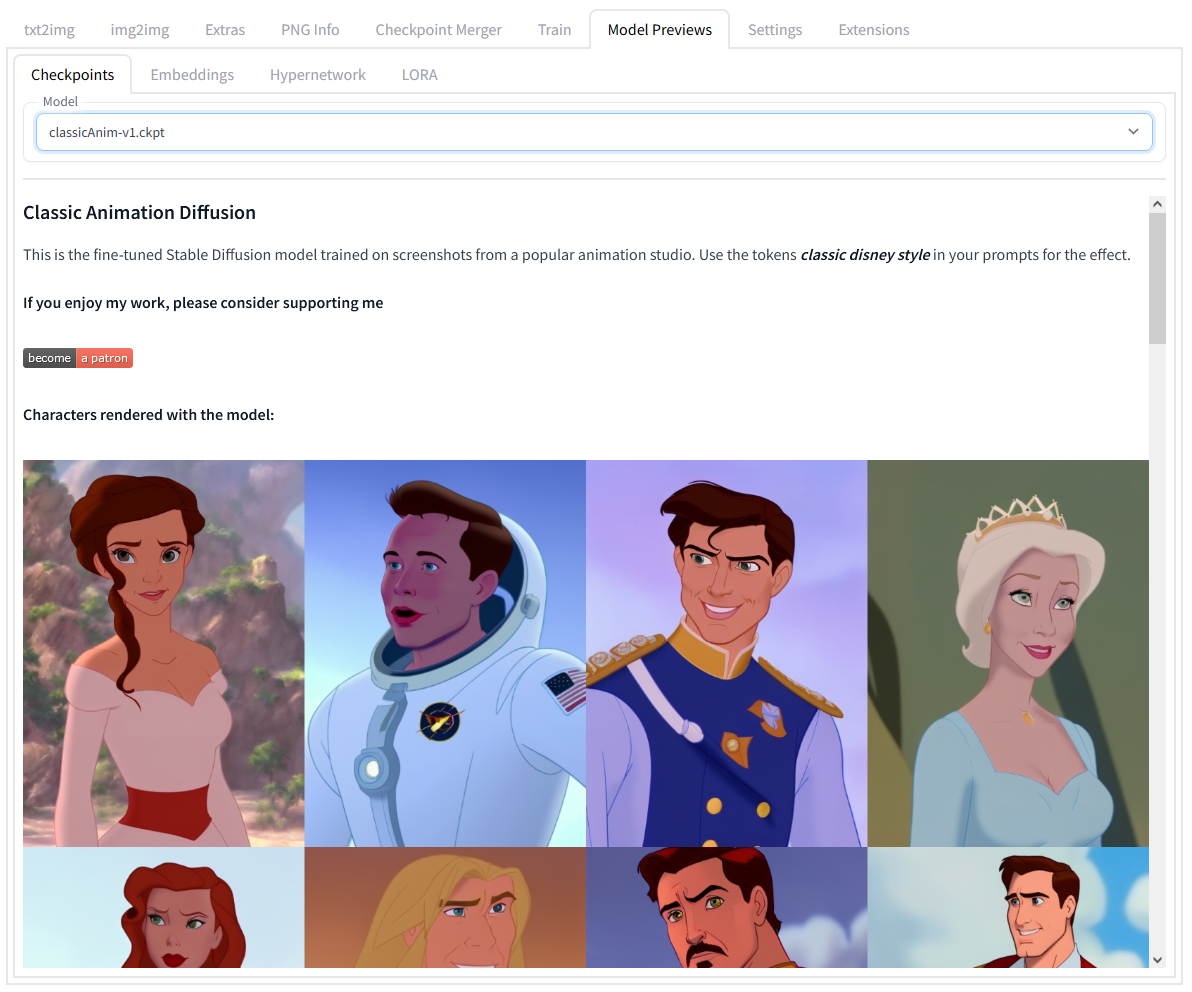 txt2img img2img Extras PNG Info Checkpoint Merger Train Model Previews Settings Extensions
Checkpoints Embeddings Hypernetwork LORA
Model
classicAnim-v1.ckpt
Classic Animation Diffusion
This is the fine-tuned Stable Diffusion model trained on screenshots from a popular animation studio. Use the tokens classic disney style in your prompts for the effect.
If you enjoy my work, please consider supporting me
become a patron
Characters rendered with the model: